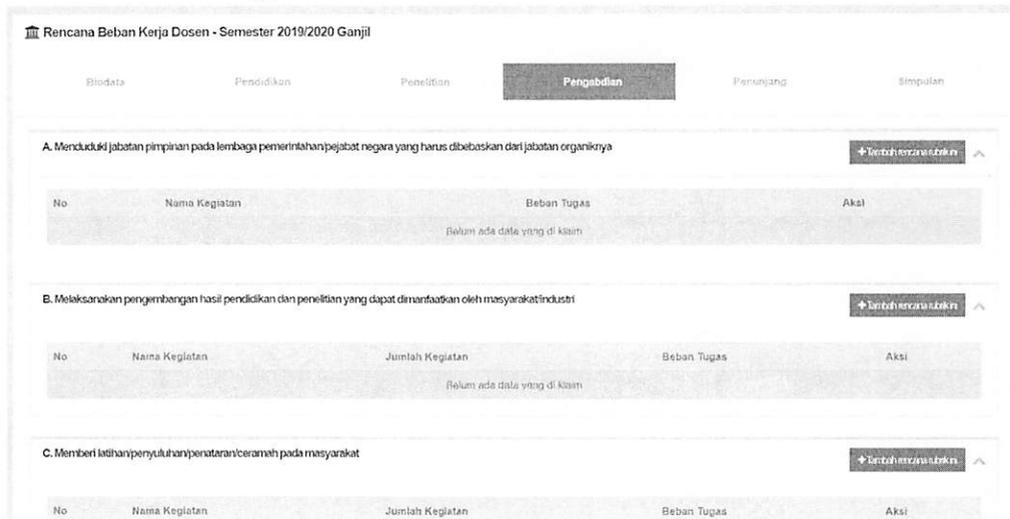 Rencana Beban Kerja Dosen - Semester 2019/2020 Ganjil
Biodata Pendidikan Penelitian Pengabdian Penunjang Simpulan
A. Menduduki jabatan pimpinan pada lembaga pemerintahan/pejabat negara yang harus dibebaskan dari jabatan organiknya
+Tambah rencana rubrik ini
No Nama Kegiatan Beban Tugas Aksi
Belum ada data yang di klaim
B. Melaksanakan pengembangan hasil pendidikan dan penelitian yang dapat dimanfaatkan oleh masyarakat/industri
+Tambah rencana rubrik ini
No Nama Kegiatan Jumlah Kegiatan Beban Tugas Aksi
Belum ada data yang di klaim
C. Memberi latihan/penyuluhan/penataran/ceramah pada masyarakat
+Tambah rencana rubrik ini
No Nama Kegiatan Jumlah Kegiatan Beban Tugas Aksi